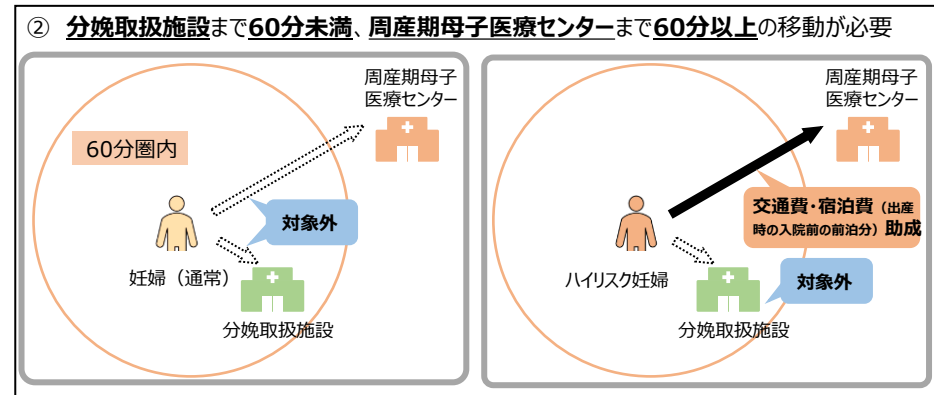 ② 分娩取扱施設まで60分未満、周産期母子医療センターまで60分以上の移動が必要
周産期母子
医療センター
60分圏内
対象外
妊婦（通常）
分娩取扱施設
周産期母子
医療センター
交通費・宿泊費（出産
時の入院前の前泊分）助成
ハイリスク妊婦
対象外
分娩取扱施設